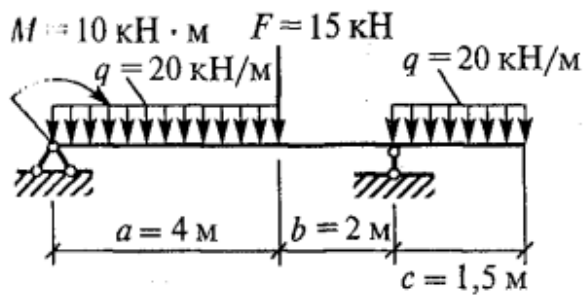 M = 10 кН · м F = 15 кН
q = 20 кН/м q = 20 кН/м
a = 4 м b = 2 м
c = 1,5 м